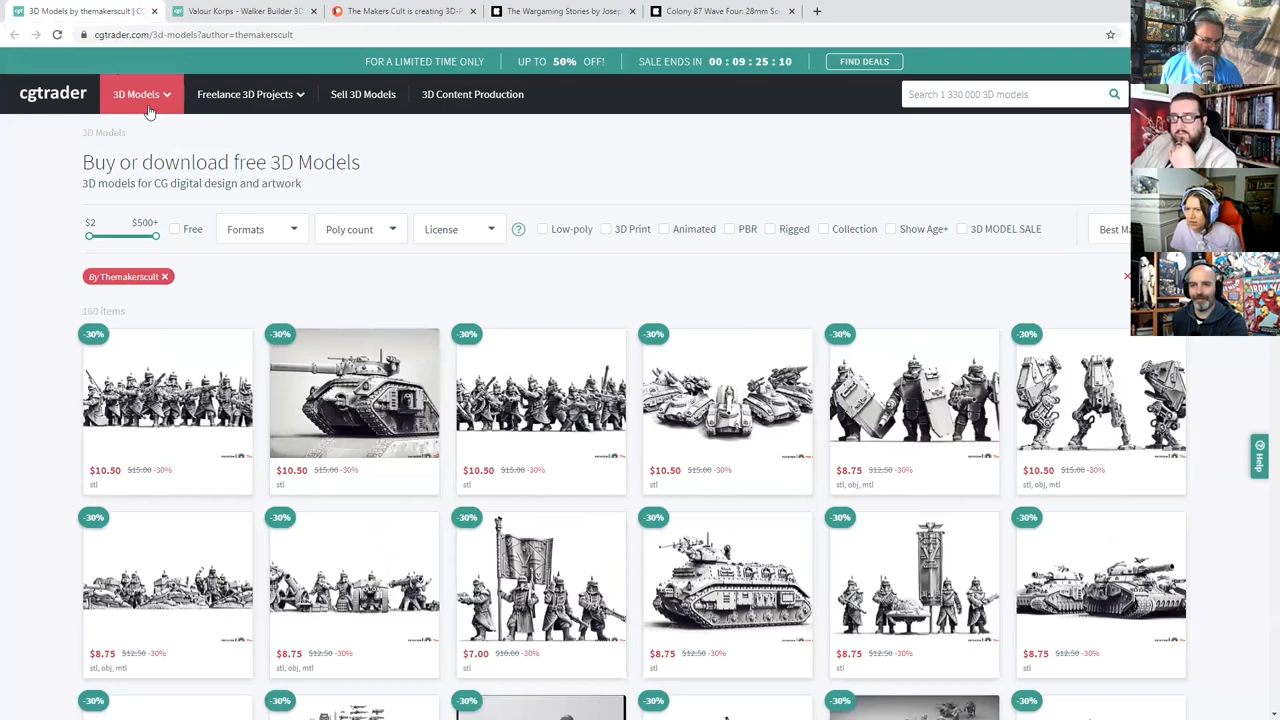 3D Models by themakerscult | CG
Valour Korps - Walker Builder 3D
The Makers Cult is creating 3D-P
The Wargaming Stories by Josep
Colony 87 Wave Four: 28mm Sci
cgtrader.com/3d-models?author=themakerscult
FOR A LIMITED TIME ONLY
UP TO 50% OFF!
SALE ENDS IN 00 : 09 : 25 : 10
FIND DEALS
cgtrader
3D Models
Freelance 3D Projects
Sell 3D Models
3D Content Production
Search 1 330 000 3D models
3D Models
Buy or download free 3D Models
3D models for CG digital design and artwork
$2
$500+
Free
Formats
Poly count
License
Low-poly
3D Print
Animated
PBR
Rigged
Collection
Show Age+
3D MODEL SALE
Best Ma
By Themakerscult
160 items
-30%
-30%
-30%
-30%
-30%
-30%
$10.50 $15.00 -30%
$10.50 $15.00 -30%
$10.50 $15.00 -30%
$10.50 $15.00 -30%
$8.75 $12.50 -30%
$10.50 $15.00 -30%
stl
stl
stl
stl
stl, obj, mtl
stl, obj, mtl
-30%
-30%
-30%
-30%
-30%
-30%
$8.75 $12.50 -30%
$8.75 $12.50 -30%
$7.00 $10.00 -30%
$8.75 $12.50 -30%
$8.75 $12.50 -30%
$8.75 $12.50 -30%
stl, obj, mtl
stl, obj, mtl
stl
stl
stl
stl
-30%
-30%
-30%
-30%
-30%
-30%
Help